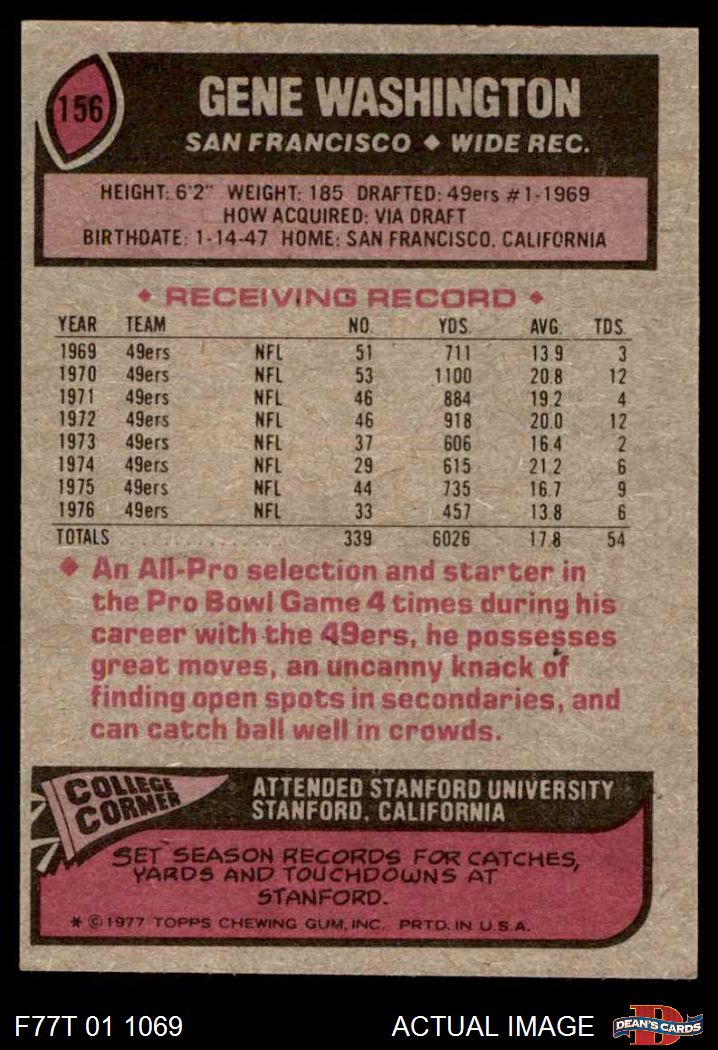 156
GENE WASHINGTON
SAN FRANCISCO ♦ WIDE REC.
HEIGHT: 6'2" WEIGHT: 185 DRAFTED: 49ers #1-1969
HOW ACQUIRED: VIA DRAFT
BIRTHDATE: 1-14-47 HOME: SAN FRANCISCO, CALIFORNIA
♦ RECEIVING RECORD ♦
YEAR TEAM NO. YDS. AVG. TDS.
1969 49ers NFL 51 711 13.9 3
1970 49ers NFL 53 1100 20.8 12
1971 49ers NFL 46 884 19.2 4
1972 49ers NFL 46 918 20.0 12
1973 49ers NFL 37 606 16.4 2
1974 49ers NFL 29 615 21.2 6
1975 49ers NFL 44 735 16.7 9
1976 49ers NFL 33 457 13.8 6
TOTALS 339 6026 17.8 54
♦ An All-Pro selection and starter in
the Pro Bowl Game 4 times during his
career with the 49ers, he possesses
great moves, an uncanny knack of
finding open spots in secondaries, and
can catch ball well in crowds.
COLLEGE
CORNER
ATTENDED STANFORD UNIVERSITY
STANFORD, CALIFORNIA
SET SEASON RECORDS FOR CATCHES,
YARDS AND TOUCHDOWNS AT
STANFORD.
* © 1977 TOPPS CHEWING GUM, INC. PRTD. IN U.S.A.
F77T 01 1069 ACTUAL IMAGE D DEAN'S CARDS